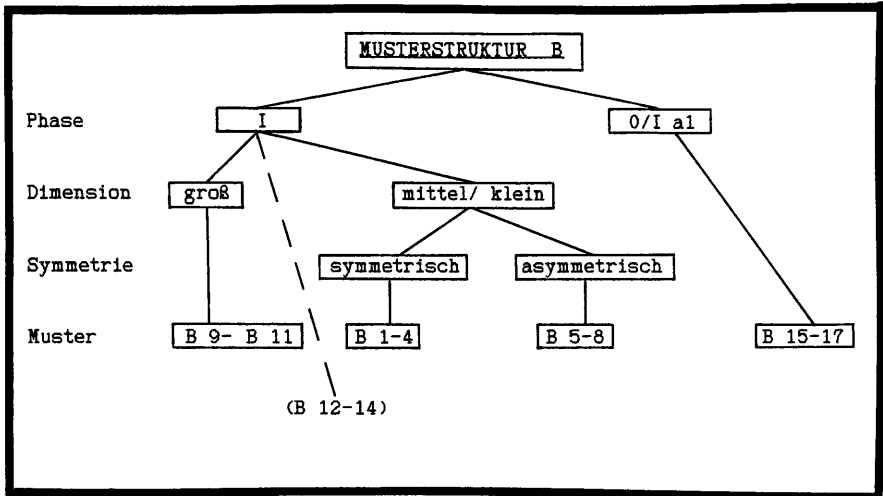 MUSTERSTRUKTUR B
Phase I 0/I a1
Dimension groß mittel/ klein
Symmetrie symmetrisch asymmetrisch
Muster B 9- B 11 B 1-4 B 5-8 B 15-17
(B 12-14)